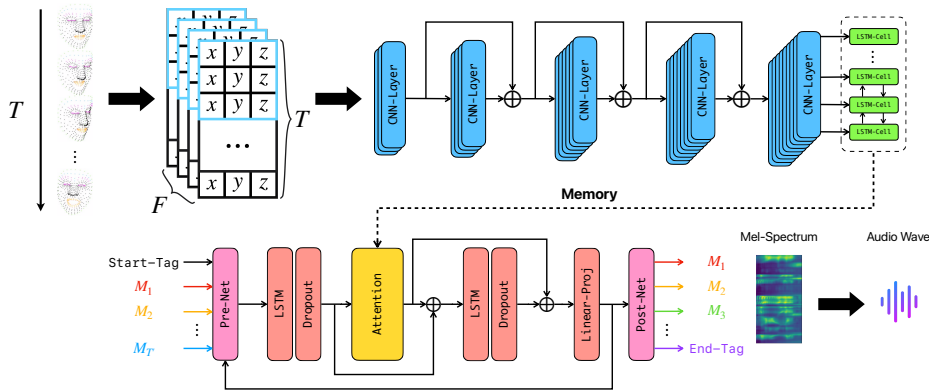 x y z
x y z
x y z
x y z
...
x y z
T
T
F
⋮
CNN-Layer
CNN-Layer
CNN-Layer
CNN-Layer
CNN-Layer
LSTM-Cell
⋮
LSTM-Cell
LSTM-Cell
LSTM-Cell
Memory
Start-Tag
M1
M2
⋮
MT'
Pre-Net
LSTM
Dropout
Attention
LSTM
Dropout
Linear-Proj
Post-Net
M1
M2
M3
⋮
End-Tag
Mel-Spectrum
Audio Wave